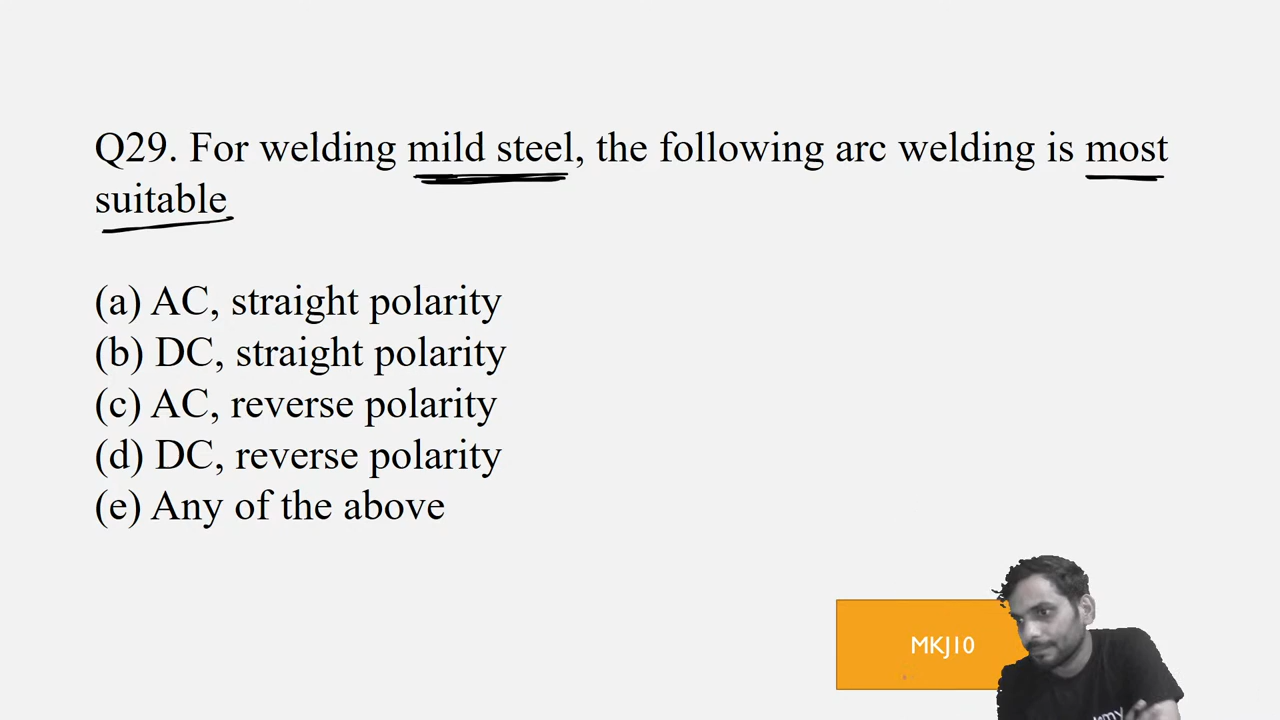 Q29. For welding mild steel, the following arc welding is most
suitable
(a) AC, straight polarity
(b) DC, straight polarity
(c) AC, reverse polarity
(d) DC, reverse polarity
(e) Any of the above
MKJ10